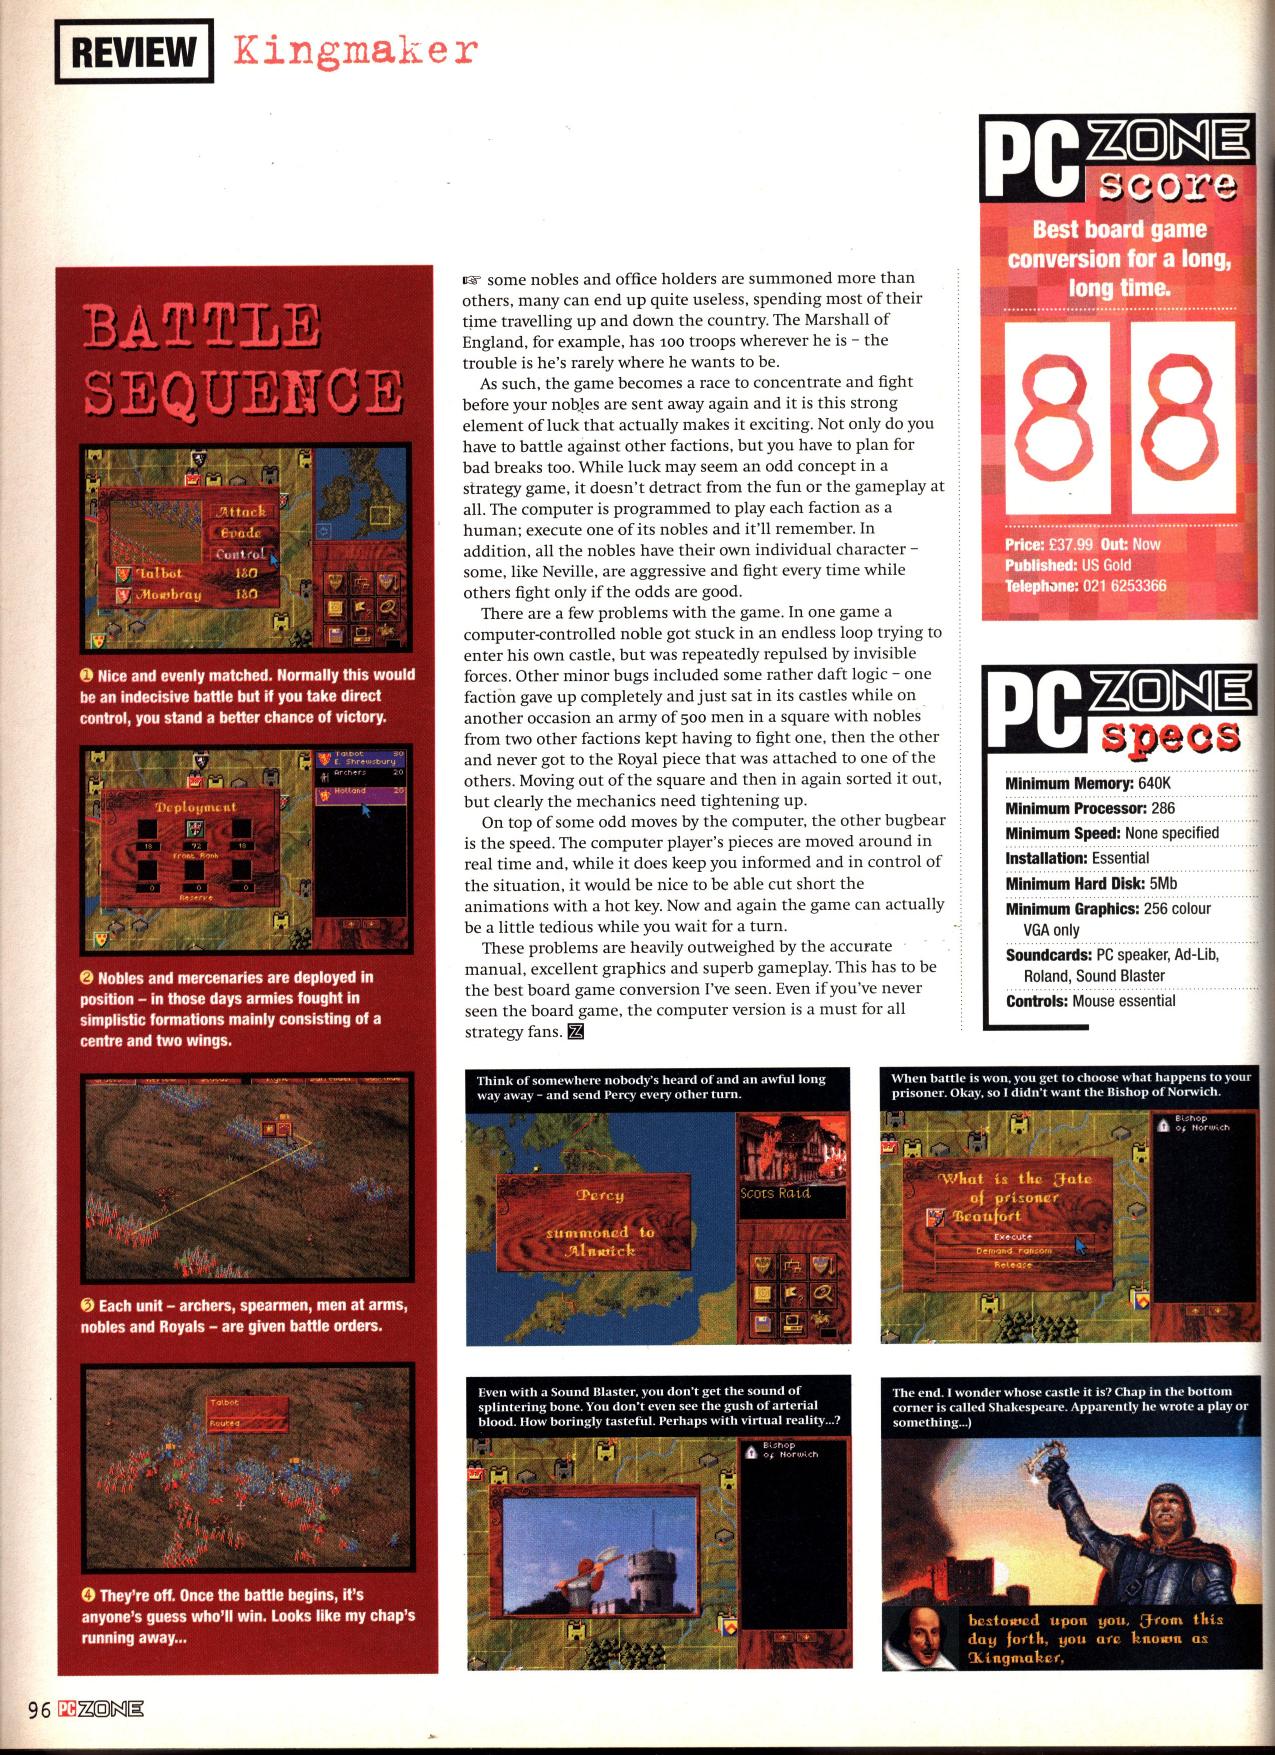 REVIEW Kingmaker
BATTLE
SEQUENCE
Attack
Evade
Control
Talbot 180
Mowbray 180
1 Nice and evenly matched. Normally this would
be an indecisive battle but if you take direct
control, you stand a better chance of victory.
Talbot 90
E. Shrewsbury
Archers 20
Holland 20
Deployment
18 72 18
Front Rank
0 0 0
Reserve
2 Nobles and mercenaries are deployed in
position – in those days armies fought in
simplistic formations mainly consisting of a
centre and two wings.
3 Each unit – archers, spearmen, men at arms,
nobles and Royals – are given battle orders.
Talbot
Routed
4 They're off. Once the battle begins, it's
anyone's guess who'll win. Looks like my chap's
running away...
☞ some nobles and office holders are summoned more than
others, many can end up quite useless, spending most of their
time travelling up and down the country. The Marshall of
England, for example, has 100 troops wherever he is – the
trouble is he's rarely where he wants to be.
As such, the game becomes a race to concentrate and fight
before your nobles are sent away again and it is this strong
element of luck that actually makes it exciting. Not only do you
have to battle against other factions, but you have to plan for
bad breaks too. While luck may seem an odd concept in a
strategy game, it doesn't detract from the fun or the gameplay at
all. The computer is programmed to play each faction as a
human; execute one of its nobles and it'll remember. In
addition, all the nobles have their own individual character –
some, like Neville, are aggressive and fight every time while
others fight only if the odds are good.
There are a few problems with the game. In one game a
computer-controlled noble got stuck in an endless loop trying to
enter his own castle, but was repeatedly repulsed by invisible
forces. Other minor bugs included some rather daft logic – one
faction gave up completely and just sat in its castles while on
another occasion an army of 500 men in a square with nobles
from two other factions kept having to fight one, then the other
and never got to the Royal piece that was attached to one of the
others. Moving out of the square and then in again sorted it out,
but clearly the mechanics need tightening up.
On top of some odd moves by the computer, the other bugbear
is the speed. The computer player's pieces are moved around in
real time and, while it does keep you informed and in control of
the situation, it would be nice to be able cut short the
animations with a hot key. Now and again the game can actually
be a little tedious while you wait for a turn.
These problems are heavily outweighed by the accurate
manual, excellent graphics and superb gameplay. This has to be
the best board game conversion I've seen. Even if you've never
seen the board game, the computer version is a must for all
strategy fans. Z
PC ZONE
score
Best board game
conversion for a long,
long time.
88
Price: £37.99 Out: Now
Published: US Gold
Telephone: 021 6253366
PC ZONE
specs
Minimum Memory: 640K
Minimum Processor: 286
Minimum Speed: None specified
Installation: Essential
Minimum Hard Disk: 5Mb
Minimum Graphics: 256 colour
VGA only
Soundcards: PC speaker, Ad-Lib,
Roland, Sound Blaster
Controls: Mouse essential
Think of somewhere nobody's heard of and an awful long
way away – and send Percy every other turn.
Percy
summoned to
Alnwick
Scots Raid
When battle is won, you get to choose what happens to your
prisoner. Okay, so I didn't want the Bishop of Norwich.
What is the Fate
of prisoner
Beaufort
Execute
Demand ransom
Release
Bishop
of Norwich
Even with a Sound Blaster, you don't get the sound of
splintering bone. You don't even see the gush of arterial
blood. How boringly tasteful. Perhaps with virtual reality...?
Bishop
of Norwich
The end. I wonder whose castle it is? Chap in the bottom
corner is called Shakespeare. Apparently he wrote a play or
something...)
bestowed upon you, From this
day forth, you are known as
Kingmaker,
96 PC ZONE